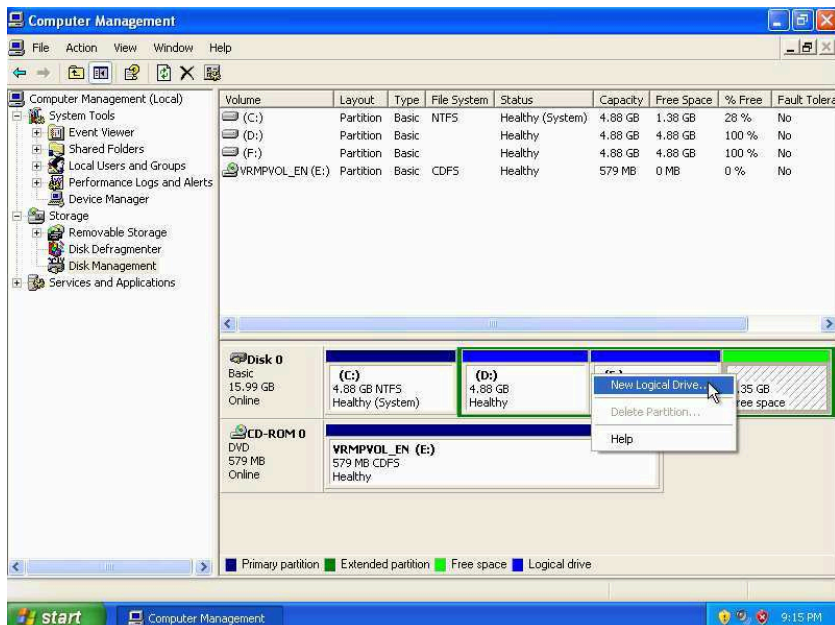 Computer Management
File Action View Window Help
Computer Management (Local)
System Tools
Event Viewer
Shared Folders
Local Users and Groups
Performance Logs and Alerts
Device Manager
Storage
Removable Storage
Disk Defragmenter
Disk Management
Services and Applications
Volume Layout Type File System Status Capacity Free Space % Free Fault Tolera
(C:) Partition Basic NTFS Healthy (System) 4.88 GB 1.38 GB 28 % No
(D:) Partition Basic Healthy 4.88 GB 4.88 GB 100 % No
(F:) Partition Basic Healthy 4.88 GB 4.88 GB 100 % No
VRMPVOL_EN (E:) Partition Basic CDFS Healthy 579 MB 0 MB 0 % No
Disk 0
Basic
15.99 GB
Online
(C:)
4.88 GB NTFS
Healthy (System)
(D:)
4.88 GB
Healthy
.35 GB
ree space
New Logical Drive...
Delete Partition...
Help
CD-ROM 0
DVD
579 MB
Online
VRMPVOL_EN (E:)
579 MB CDFS
Healthy
Primary partition Extended partition Free space Logical drive
start Computer Management 9:15 PM